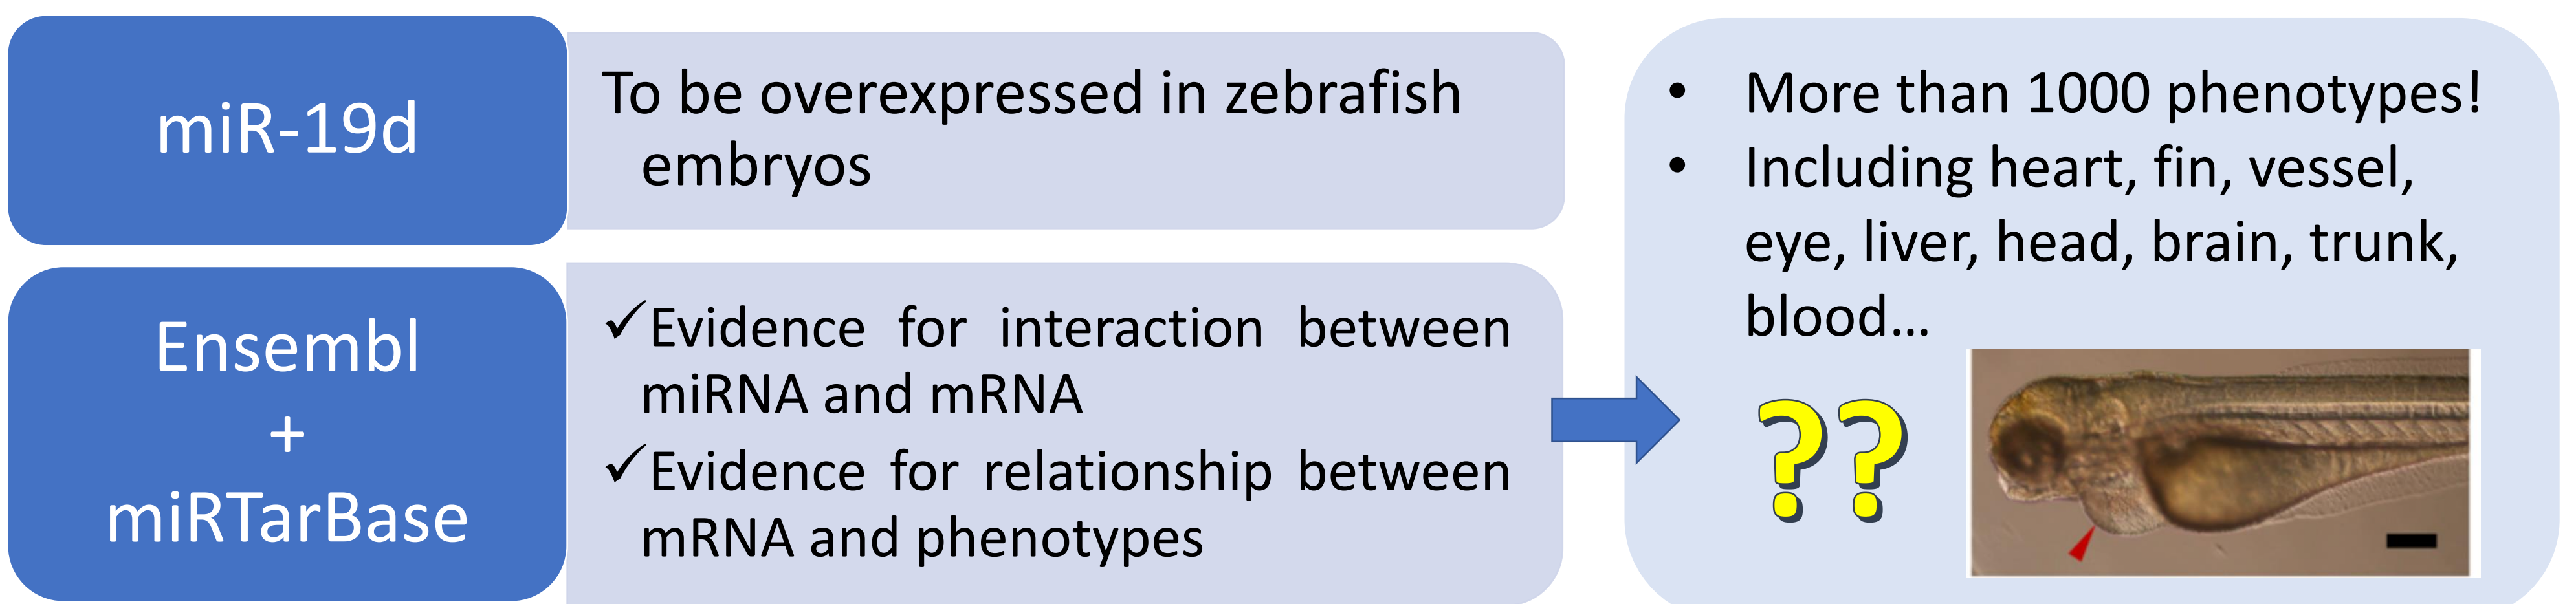 miR-19d
To be overexpressed in zebrafish
embryos
Ensembl
+
miRTarBase
✓Evidence for interaction between
miRNA and mRNA
✓Evidence for relationship between
mRNA and phenotypes
• More than 1000 phenotypes!
• Including heart, fin, vessel,
eye, liver, head, brain, trunk,
blood…
??